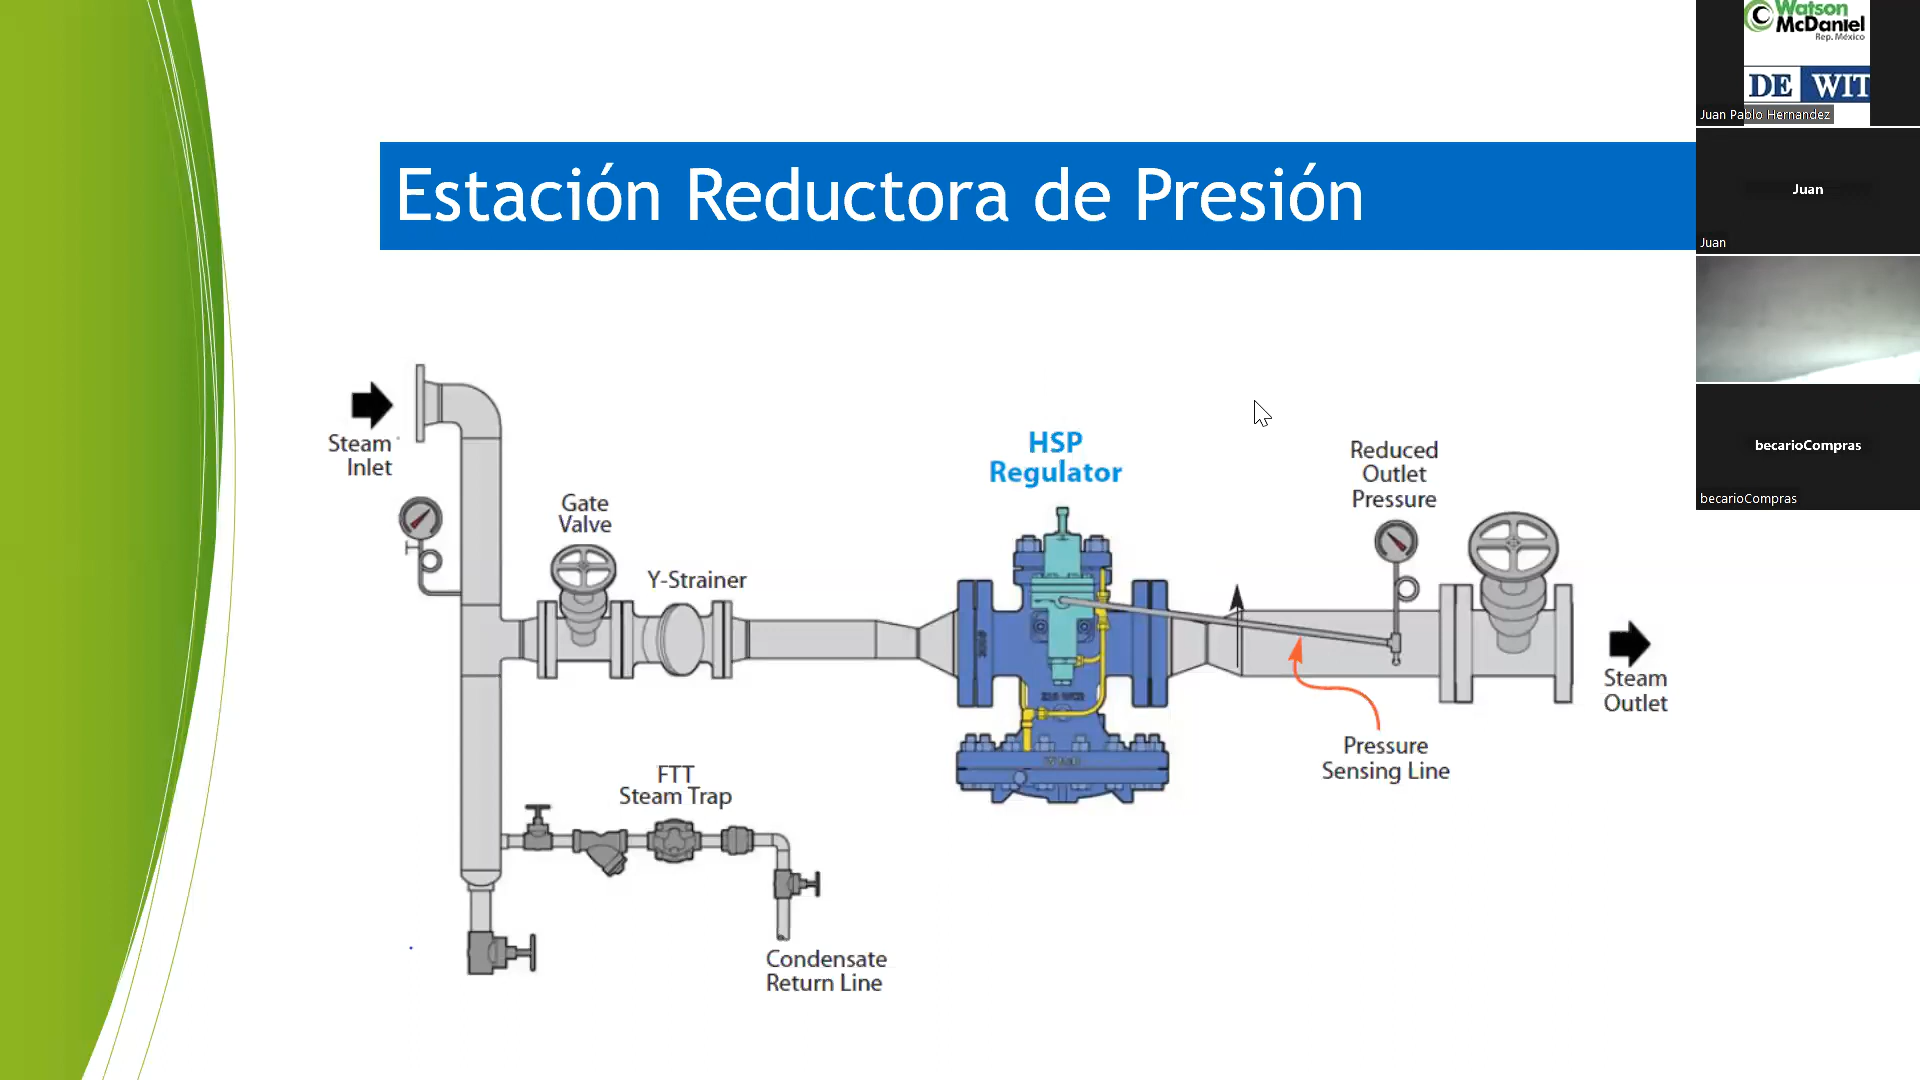 Estación Reductora de Presión
Steam
Inlet
Gate
Valve
Y-Strainer
HSP
Regulator
Reduced
Outlet
Pressure
Steam
Outlet
Pressure
Sensing Line
FTT
Steam Trap
Condensate
Return Line
Watson
McDaniel
Rep. México
DE WIT
Juan Pablo Hernandez
Juan
Juan
becarioCompras
becarioCompras